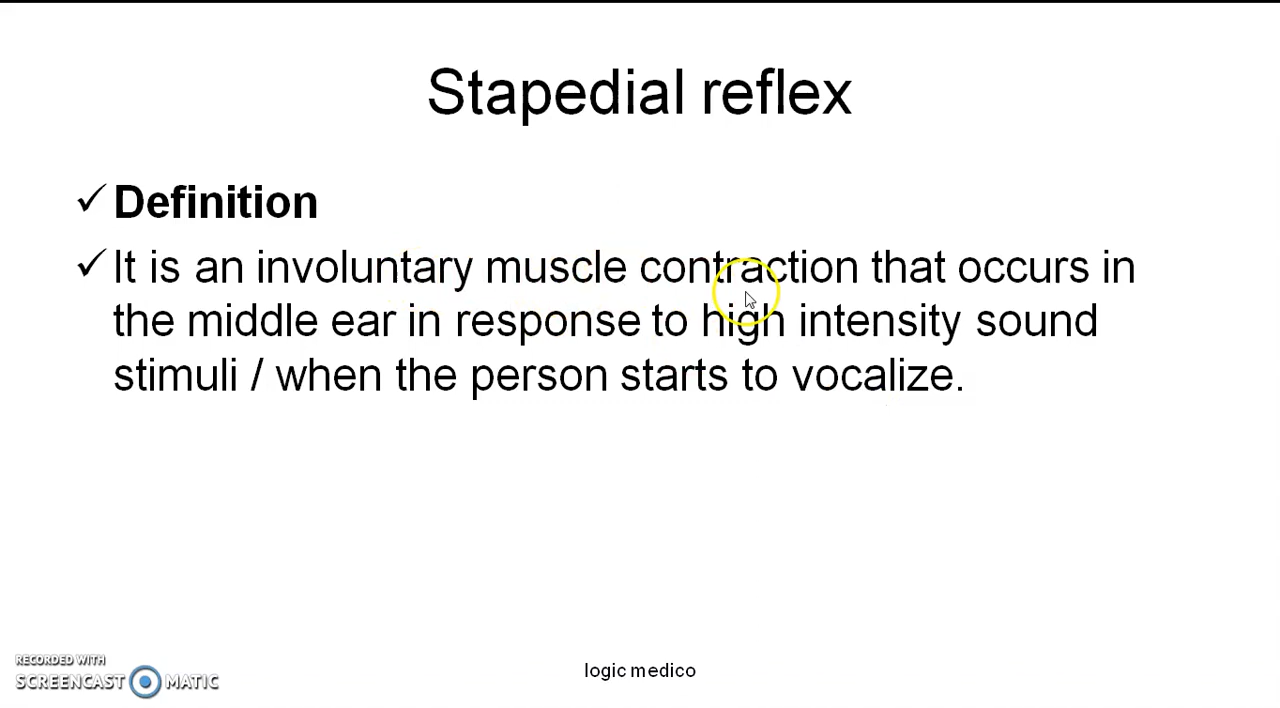 Stapedial reflex
✓ Definition
✓ It is an involuntary muscle contraction that occurs in
the middle ear in response to high intensity sound
stimuli / when the person starts to vocalize.
logic medico
RECORDED WITH
SCREENCAST MATIC